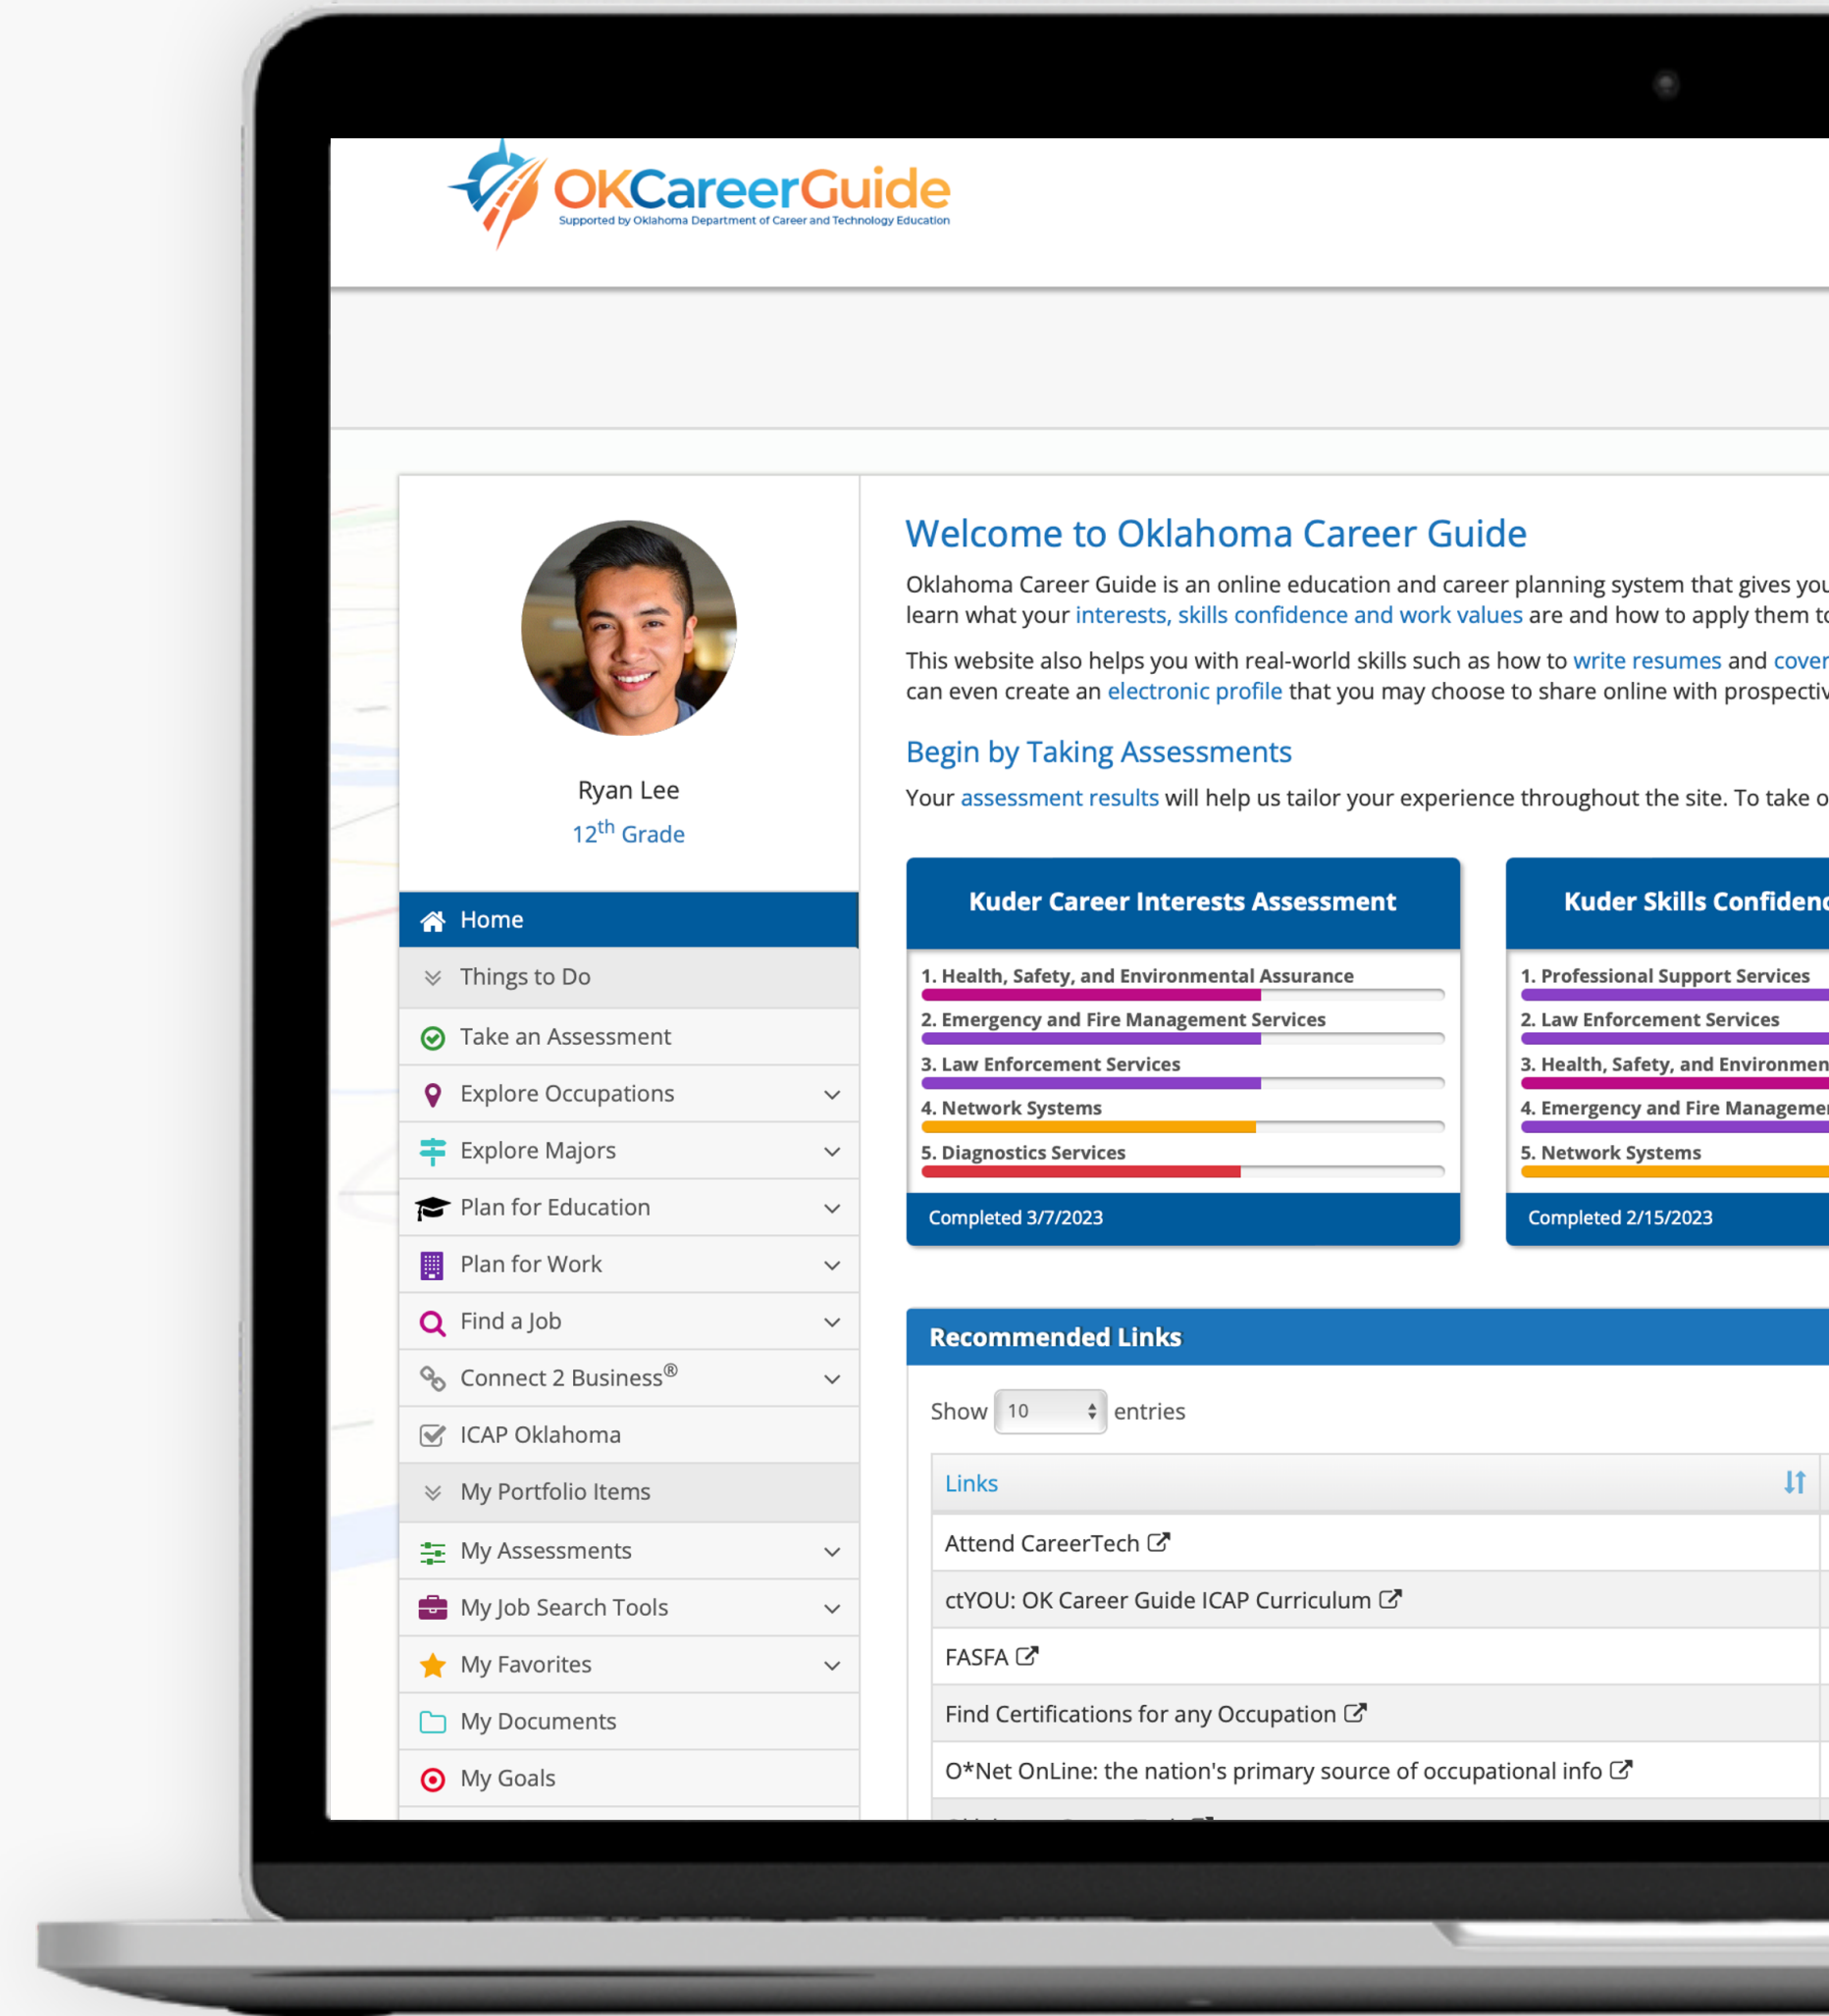 OKCareerGuide
Supported by Oklahoma Department of Career and Technology Education
Ryan Lee
12th Grade
Home
Things to Do
Take an Assessment
Explore Occupations
Explore Majors
Plan for Education
Plan for Work
Find a Job
Connect 2 Business®
ICAP Oklahoma
My Portfolio Items
My Assessments
My Job Search Tools
My Favorites
My Documents
My Goals
Welcome to Oklahoma Career Guide
Oklahoma Career Guide is an online education and career planning system that gives you
learn what your interests, skills confidence and work values are and how to apply them to
This website also helps you with real-world skills such as how to write resumes and cover
can even create an electronic profile that you may choose to share online with
Begin by Taking Assessments
Your assessment results will help us tailor your experience throughout the site. To take
Kuder Career Interests Assessment
1. Health, Safety, and Environmental Assurance
2. Emergency and Fire Management Services
3. Law Enforcement Services
4. Network Systems
5. Diagnostics Services
Completed 3/7/2023
Kuder Skills
1. Professional Support Services
2. Law Enforcement Services
3. Health, Safety, and
4. Emergency and Fire
5. Network Systems
Completed 2/15/2023
Recommended Links
Show 10 entries
Links
Attend CareerTech
ctYOU: OK Career Guide ICAP Curriculum
FASFA
Find Certifications for any Occupation
O*Net OnLine: the nation's primary source of occupational info